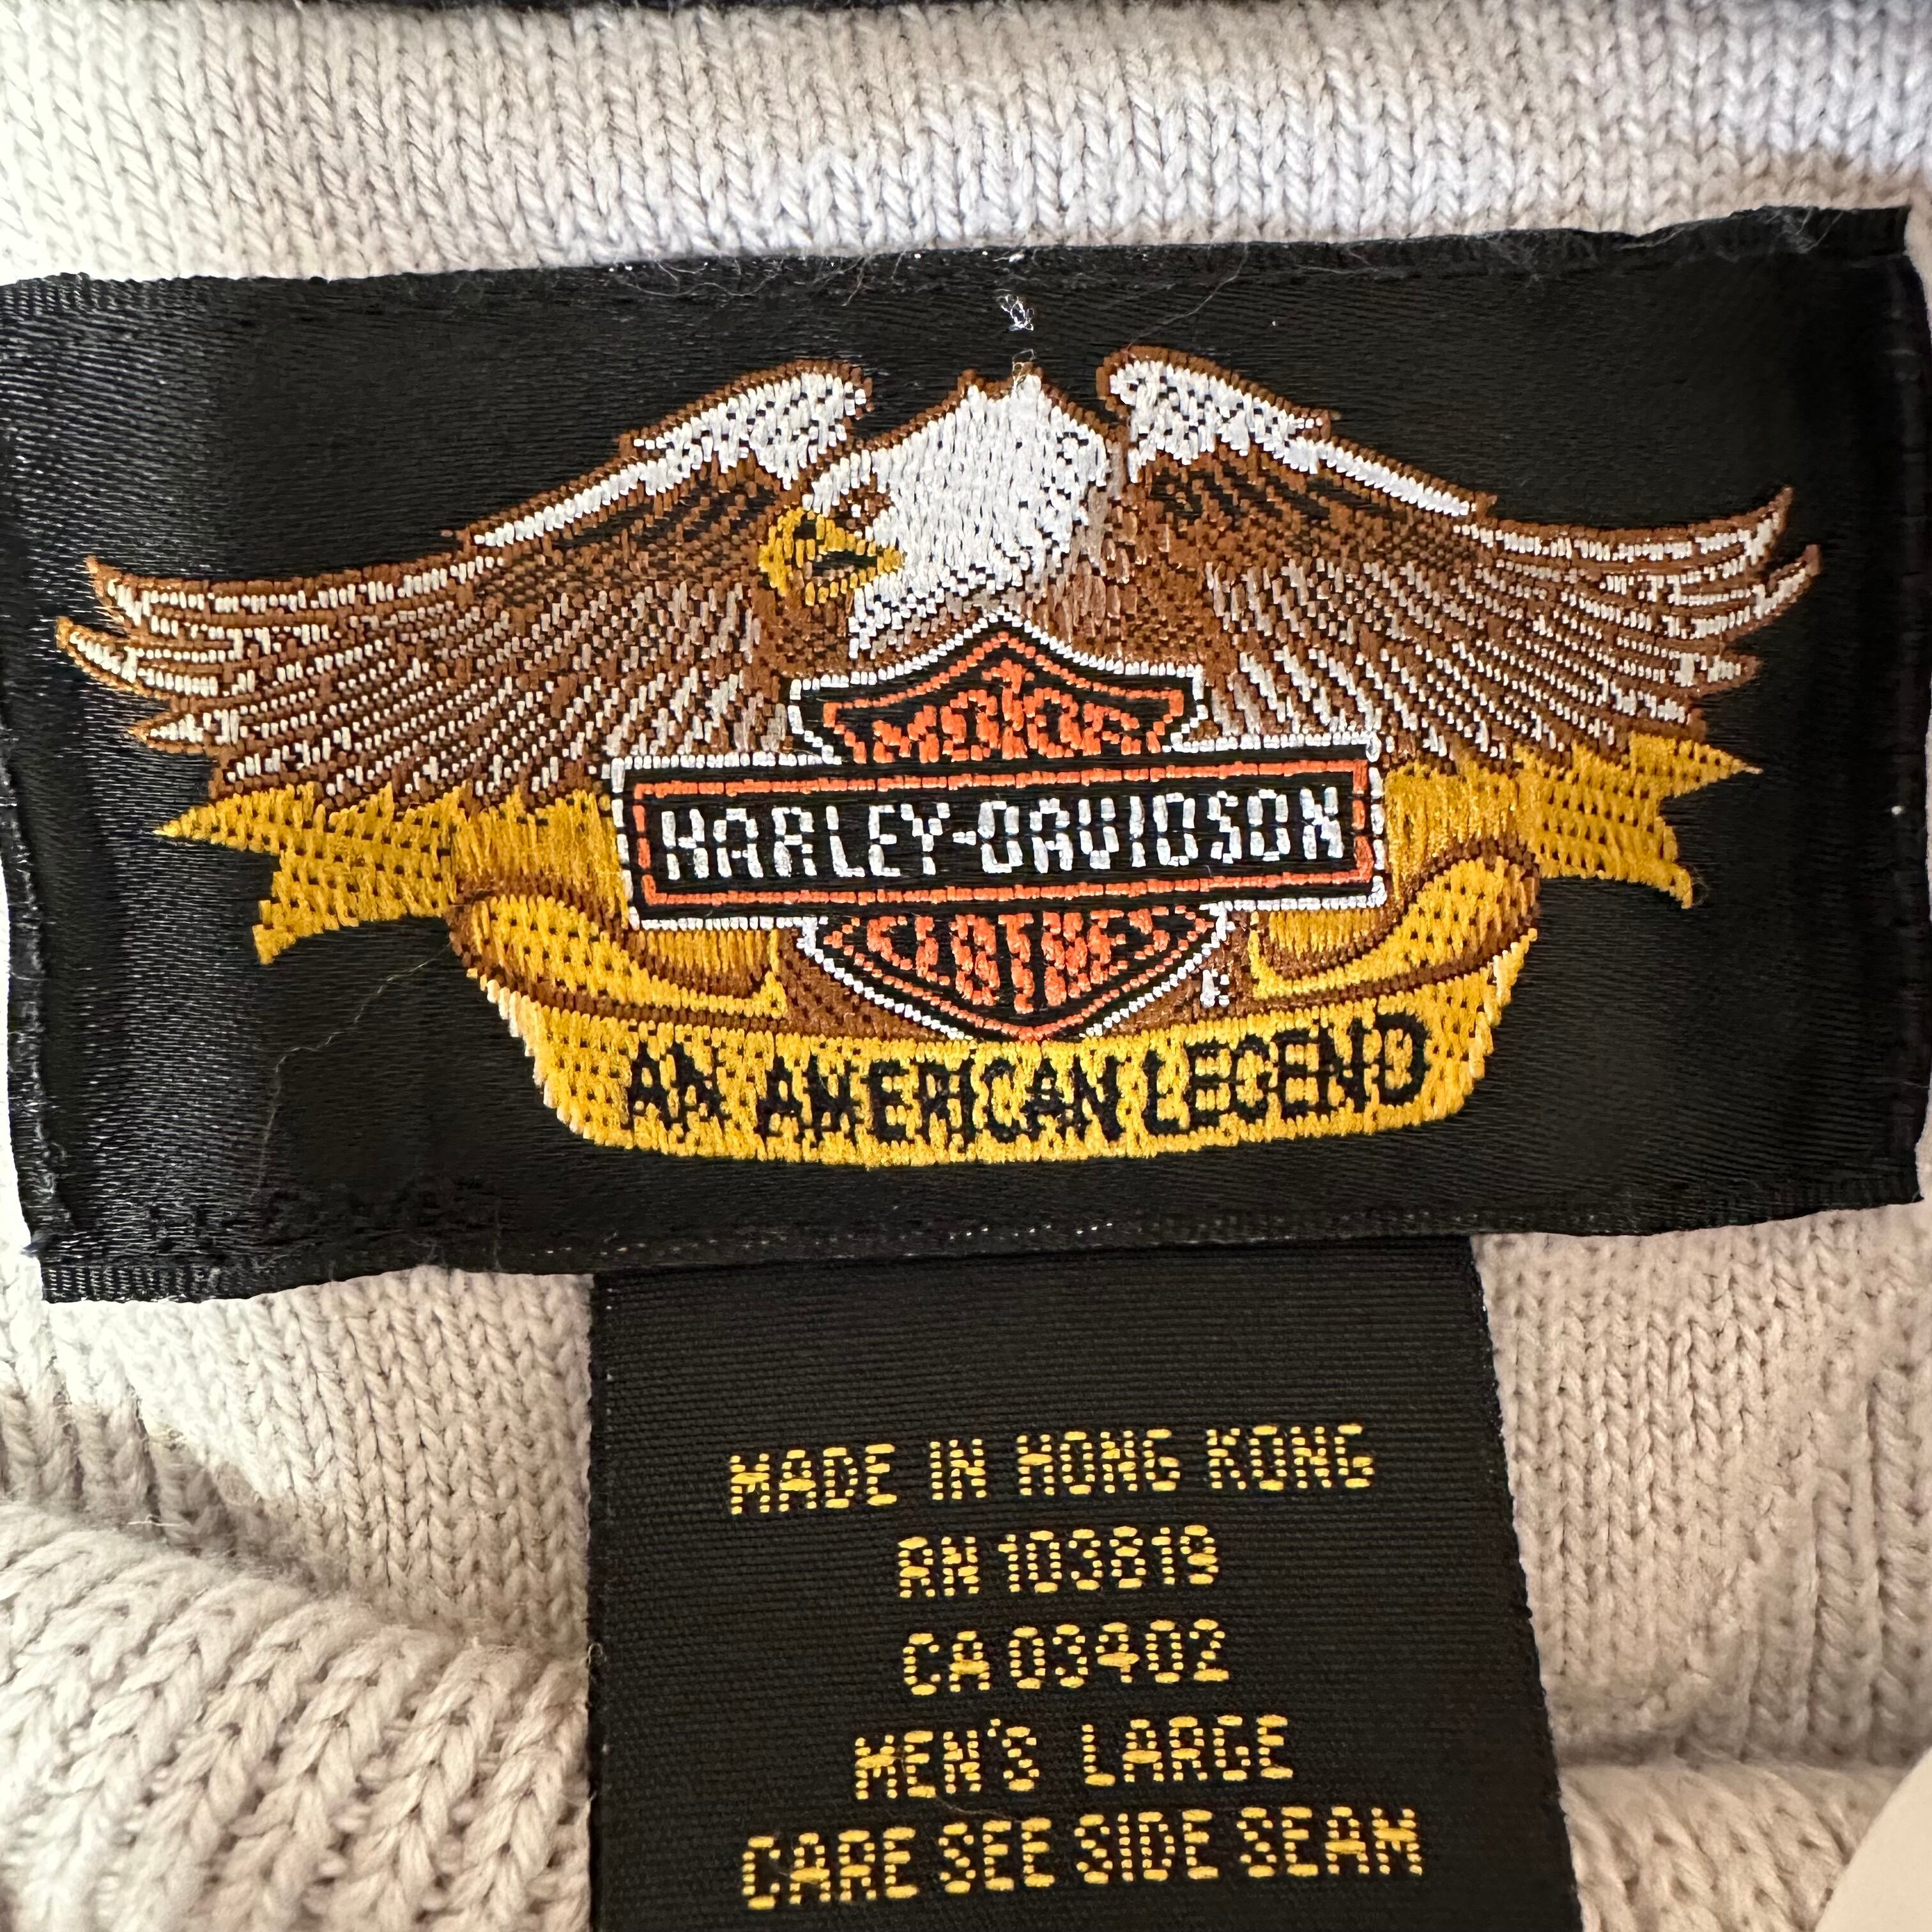 MOTOR
HARLEY-DAVIDSON
CLOTHES
AN AMERICAN LEGEND
MADE IN HONG KONG
RN 103819
CA 03402
MEN'S LARGE
CARE SEE SIDE SEAM